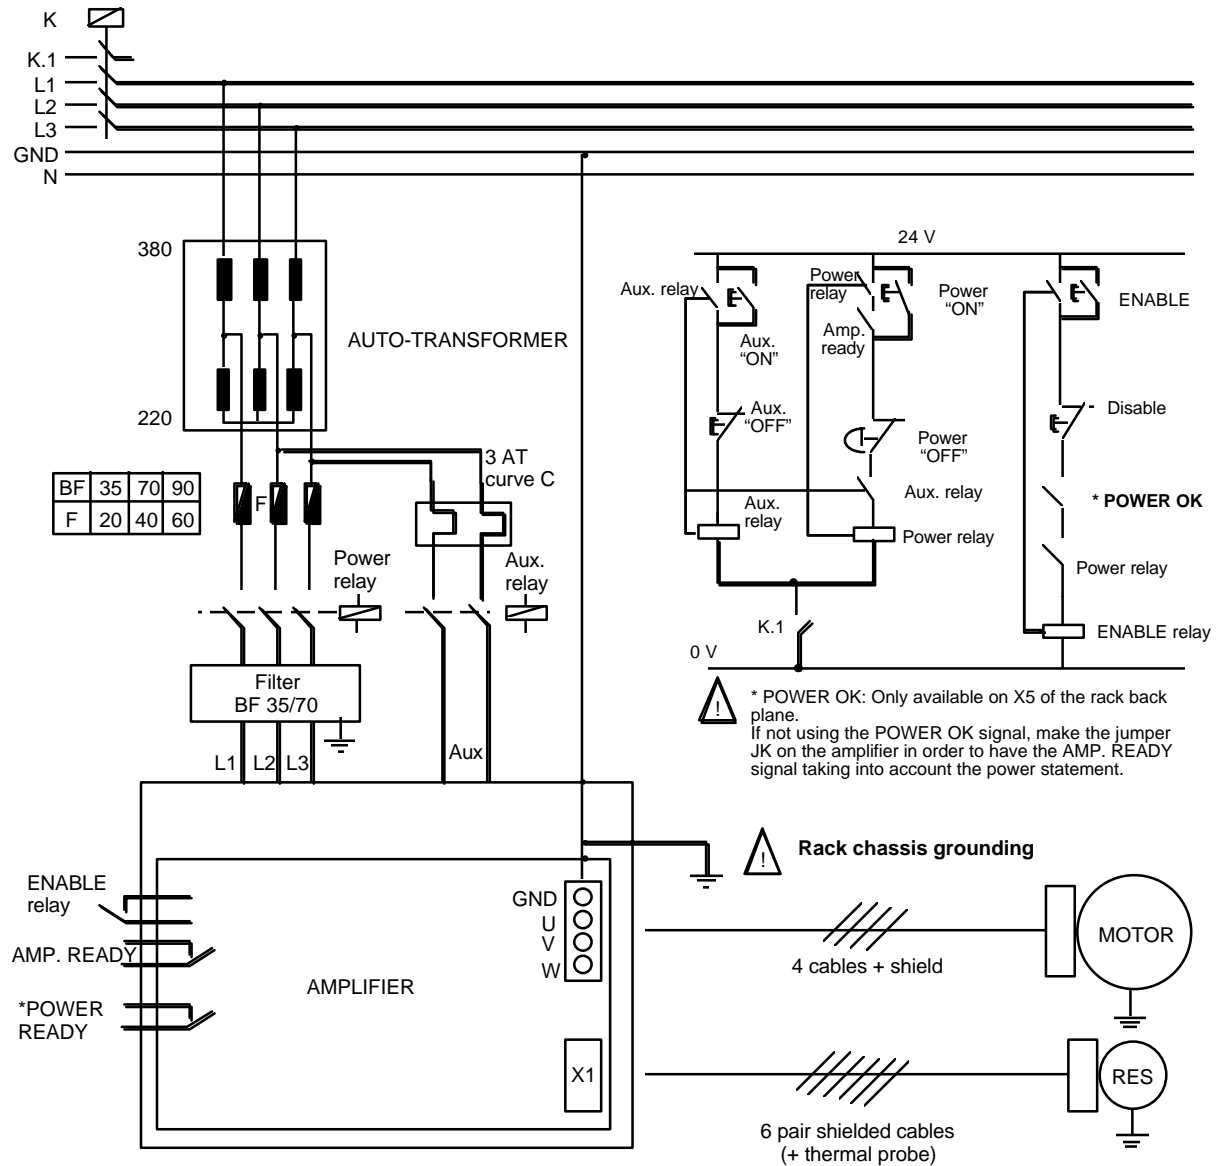 K
K.1
L1
L2
L3
GND
N
380
AUTO-TRANSFORMER
220
24 V
Aux. relay
Power
relay
Power
“ON”
ENABLE
Aux.
“ON”
Amp.
ready
Aux.
“OFF”
Power
“OFF”
Disable
3 AT
curve C
BF 35 70 90
F 20 40 60
F
Aux. relay
* POWER OK
Aux.
relay
Power relay
Power relay
Power
relay
Aux.
relay
K.1
ENABLE relay
0 V
Filter
BF 35/70
! * POWER OK: Only available on X5 of the rack back
plane.
If not using the POWER OK signal, make the jumper
JK on the amplifier in order to have the AMP. READY
signal taking into account the power statement.
L1 L2 L3
Aux
! Rack chassis grounding
ENABLE
relay
AMP. READY
*POWER
READY
AMPLIFIER
GND
U
V
W
X1
4 cables + shield
MOTOR
RES
6 pair shielded cables
(+ thermal probe)